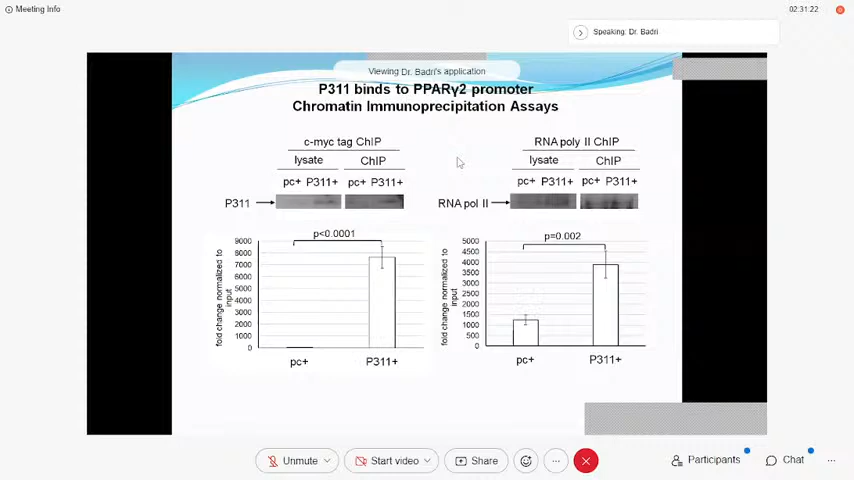 Meeting Info
02:31:22
Speaking: Dr. Badri
Viewing Dr. Badri's application
P311 binds to PPARγ2 promoter
Chromatin Immunoprecipitation Assays
c-myc tag ChIP
lysate ChIP
pc+ P311+ pc+ P311+
P311
RNA poly II ChIP
lysate ChIP
pc+ P311+ pc+ P311+
RNA pol II
p<0.0001
fold change normalized to
input
9000
8000
7000
6000
5000
4000
3000
2000
1000
0
pc+ P311+
p=0.002
fold change normalized to
input
5000
4500
4000
3500
3000
2500
2000
1500
1000
500
0
pc+ P311+
Unmute
Start video
Share
Participants
Chat